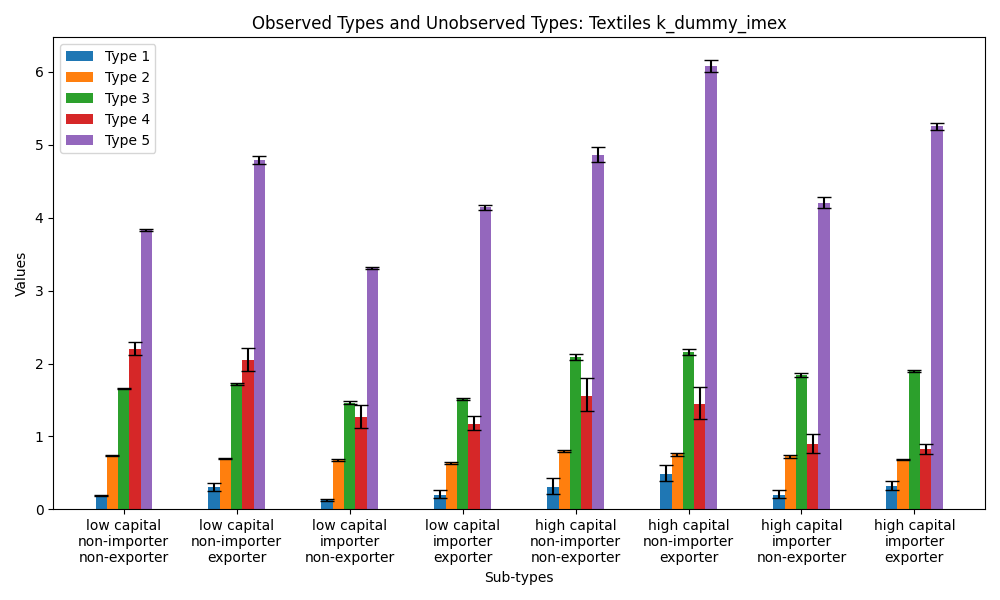 Observed Types and Unobserved Types: Textiles k_dummy_imex
Type 1
Type 2
Type 3
Type 4
Type 5
Values
6
5
4
3
2
1
0
low capital
non-importer
non-exporter
low capital
non-importer
exporter
low capital
importer
non-exporter
low capital
importer
exporter
high capital
non-importer
non-exporter
high capital
non-importer
exporter
high capital
importer
non-exporter
high capital
importer
exporter
Sub-types